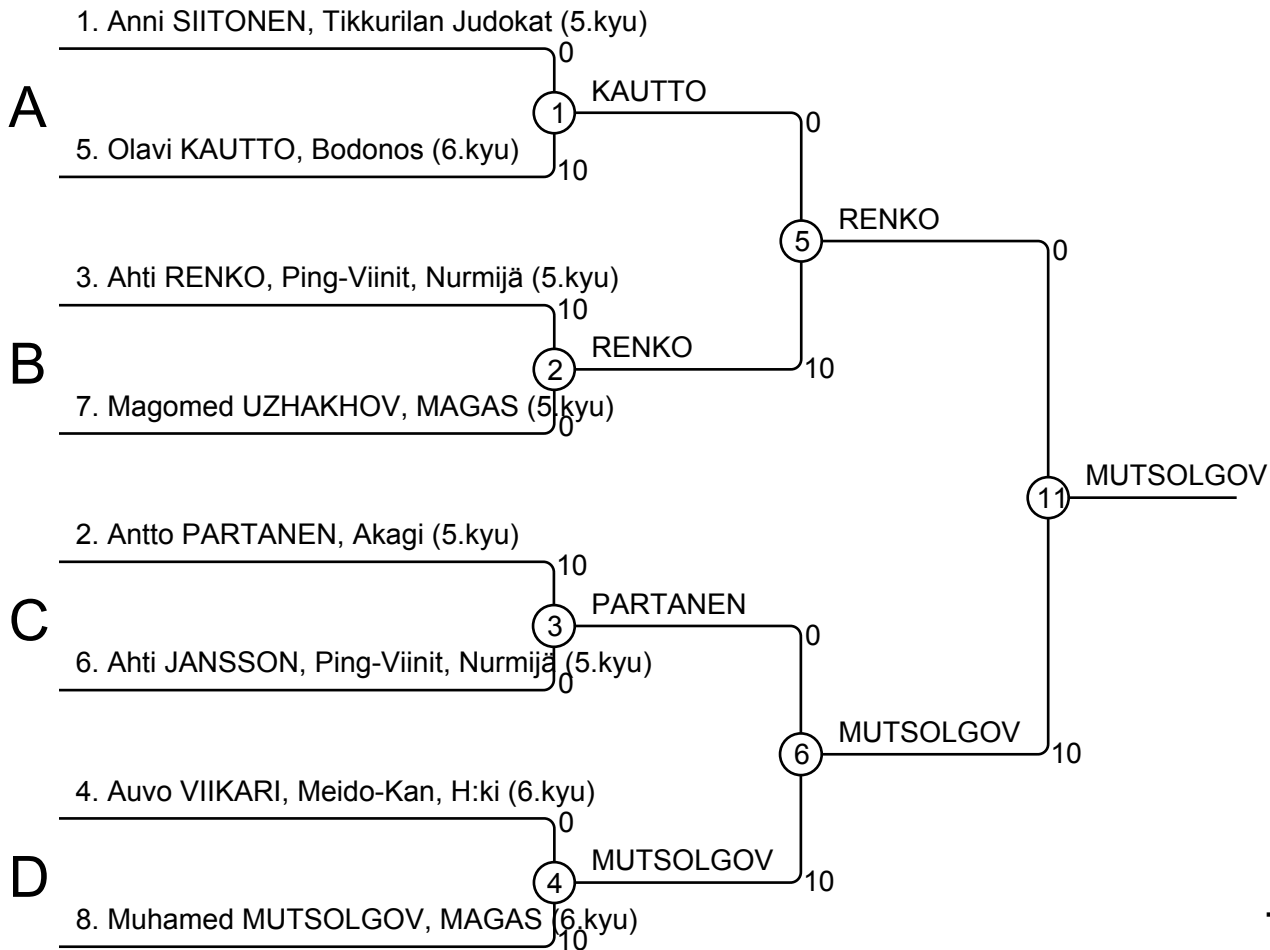 1. Anni SIITONEN, Tikkurilan Judokat (5.kyu)
0
A
1
KAUTTO
0
5. Olavi KAUTTO, Bodonos (6.kyu)
10
5
RENKO
0
3. Ahti RENKO, Ping-Viinit, Nurmijä (5.kyu)
10
B
2
RENKO
10
7. Magomed UZHAKHOV, MAGAS (5.kyu)
0
11
MUTSOLGOV
2. Antto PARTANEN, Akagi (5.kyu)
10
C
3
PARTANEN
0
6. Ahti JANSSON, Ping-Viinit, Nurmijä (5.kyu)
0
6
MUTSOLGOV
10
4. Auvo VIIKARI, Meido-Kan, H:ki (6.kyu)
0
D
4
MUTSOLGOV
10
8. Muhamed MUTSOLGOV, MAGAS (6.kyu)
10